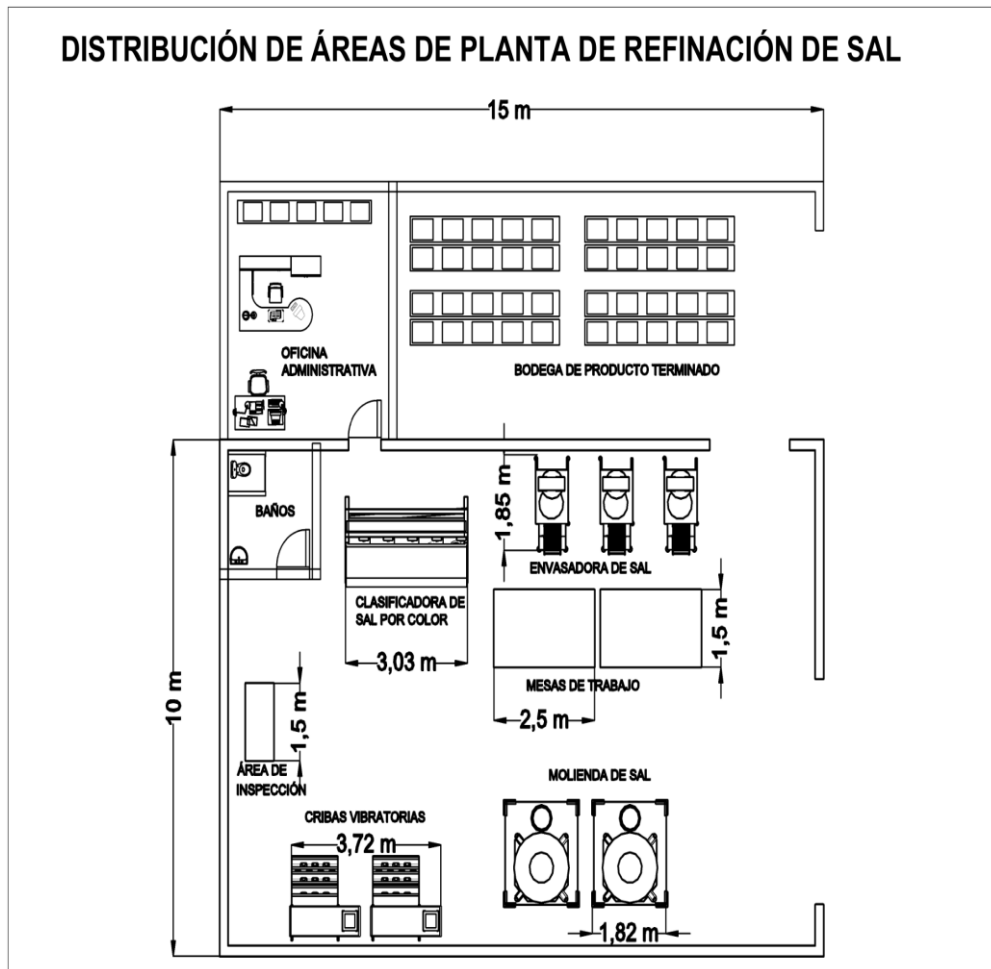 DISTRIBUCIÓN DE ÁREAS DE PLANTA DE REFINACIÓN DE SAL
15 m
OFICINA
ADMINISTRATIVA
BODEGA DE PRODUCTO TERMINADO
BAÑOS
1,85 m
ENVASADORA DE SAL
CLASIFICADORA DE
SAL POR COLOR
3,03 m
1,5 m
MESAS DE TRABAJO
2,5 m
10 m
1,5 m
ÁREA DE
INSPECCIÓN
MOLIENDA DE SAL
CRIBAS VIBRATORIAS
3,72 m
1,82 m